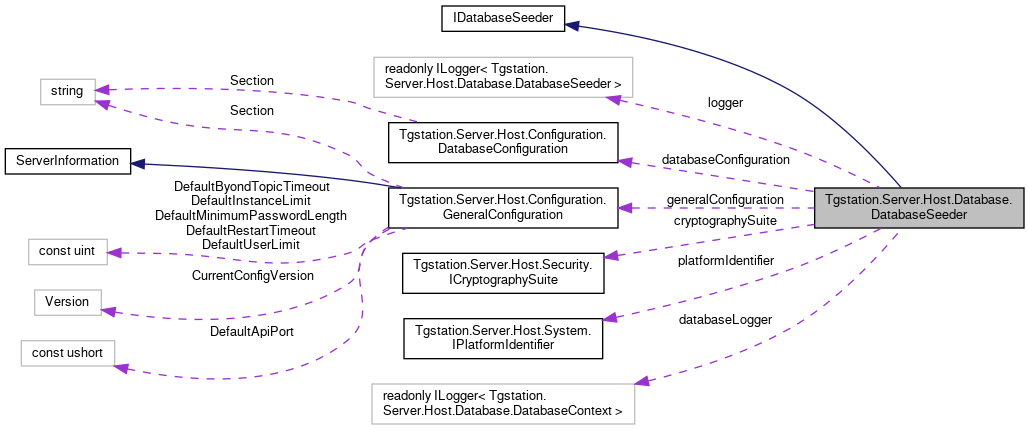 IDatabaseSeeder
readonly ILogger< Tgstation.
Server.Host.Database.DatabaseSeeder >
string
Section
Section
logger
Tgstation.Server.Host.Configuration.
DatabaseConfiguration
databaseConfiguration
ServerInformation
DefaultByondTopicTimeout
DefaultInstanceLimit
DefaultMinimumPasswordLength
DefaultRestartTimeout
DefaultUserLimit
Tgstation.Server.Host.Configuration.
GeneralConfiguration
generalConfiguration
Tgstation.Server.Host.Database.
DatabaseSeeder
cryptographySuite
const uint
CurrentConfigVersion
Tgstation.Server.Host.Security.
ICryptographySuite
platformIdentifier
Version
DefaultApiPort
Tgstation.Server.Host.System.
IPlatformIdentifier
databaseLogger
const ushort
readonly ILogger< Tgstation.
Server.Host.Database.DatabaseContext >